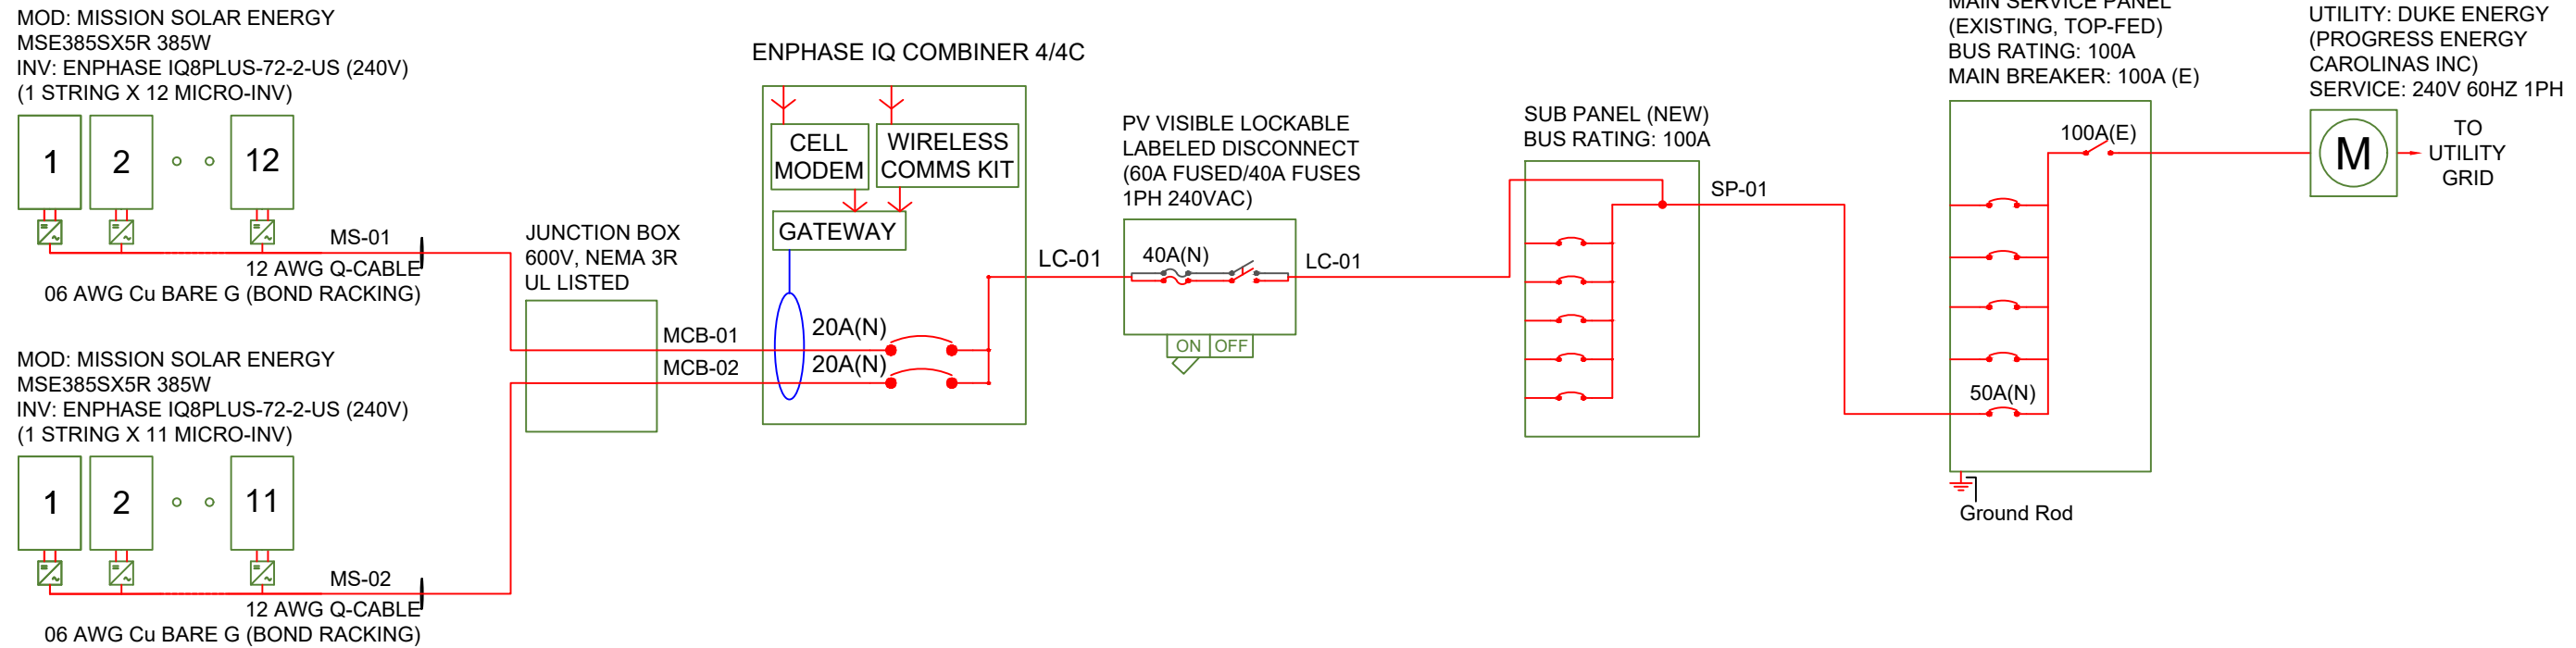 MOD: MISSION SOLAR ENERGY
MSE385SX5R 385W
INV: ENPHASE IQ8PLUS-72-2-US (240V)
(1 STRING X 12 MICRO-INV)
1
2
12
MS-01
12 AWG Q-CABLE
06 AWG Cu BARE G (BOND RACKING)
MOD: MISSION SOLAR ENERGY
MSE385SX5R 385W
INV: ENPHASE IQ8PLUS-72-2-US (240V)
(1 STRING X 11 MICRO-INV)
1
2
11
MS-02
12 AWG Q-CABLE
06 AWG Cu BARE G (BOND RACKING)
JUNCTION BOX
600V, NEMA 3R
UL LISTED
MCB-01
MCB-02
ENPHASE IQ COMBINER 4/4C
CELL
MODEM
WIRELESS
COMMS KIT
GATEWAY
20A(N)
20A(N)
LC-01
PV VISIBLE LOCKABLE
LABELED DISCONNECT
(60A FUSED/40A FUSES
1PH 240VAC)
40A(N)
ON
OFF
LC-01
SUB PANEL (NEW)
BUS RATING: 100A
SP-01
MAIN SERVICE PANEL
(EXISTING, TOP-FED)
BUS RATING: 100A
MAIN BREAKER: 100A (E)
100A(E)
50A(N)
Ground Rod
UTILITY: DUKE ENERGY
(PROGRESS ENERGY
CAROLINAS INC)
SERVICE: 240V 60HZ 1PH
M
TO
UTILITY
GRID